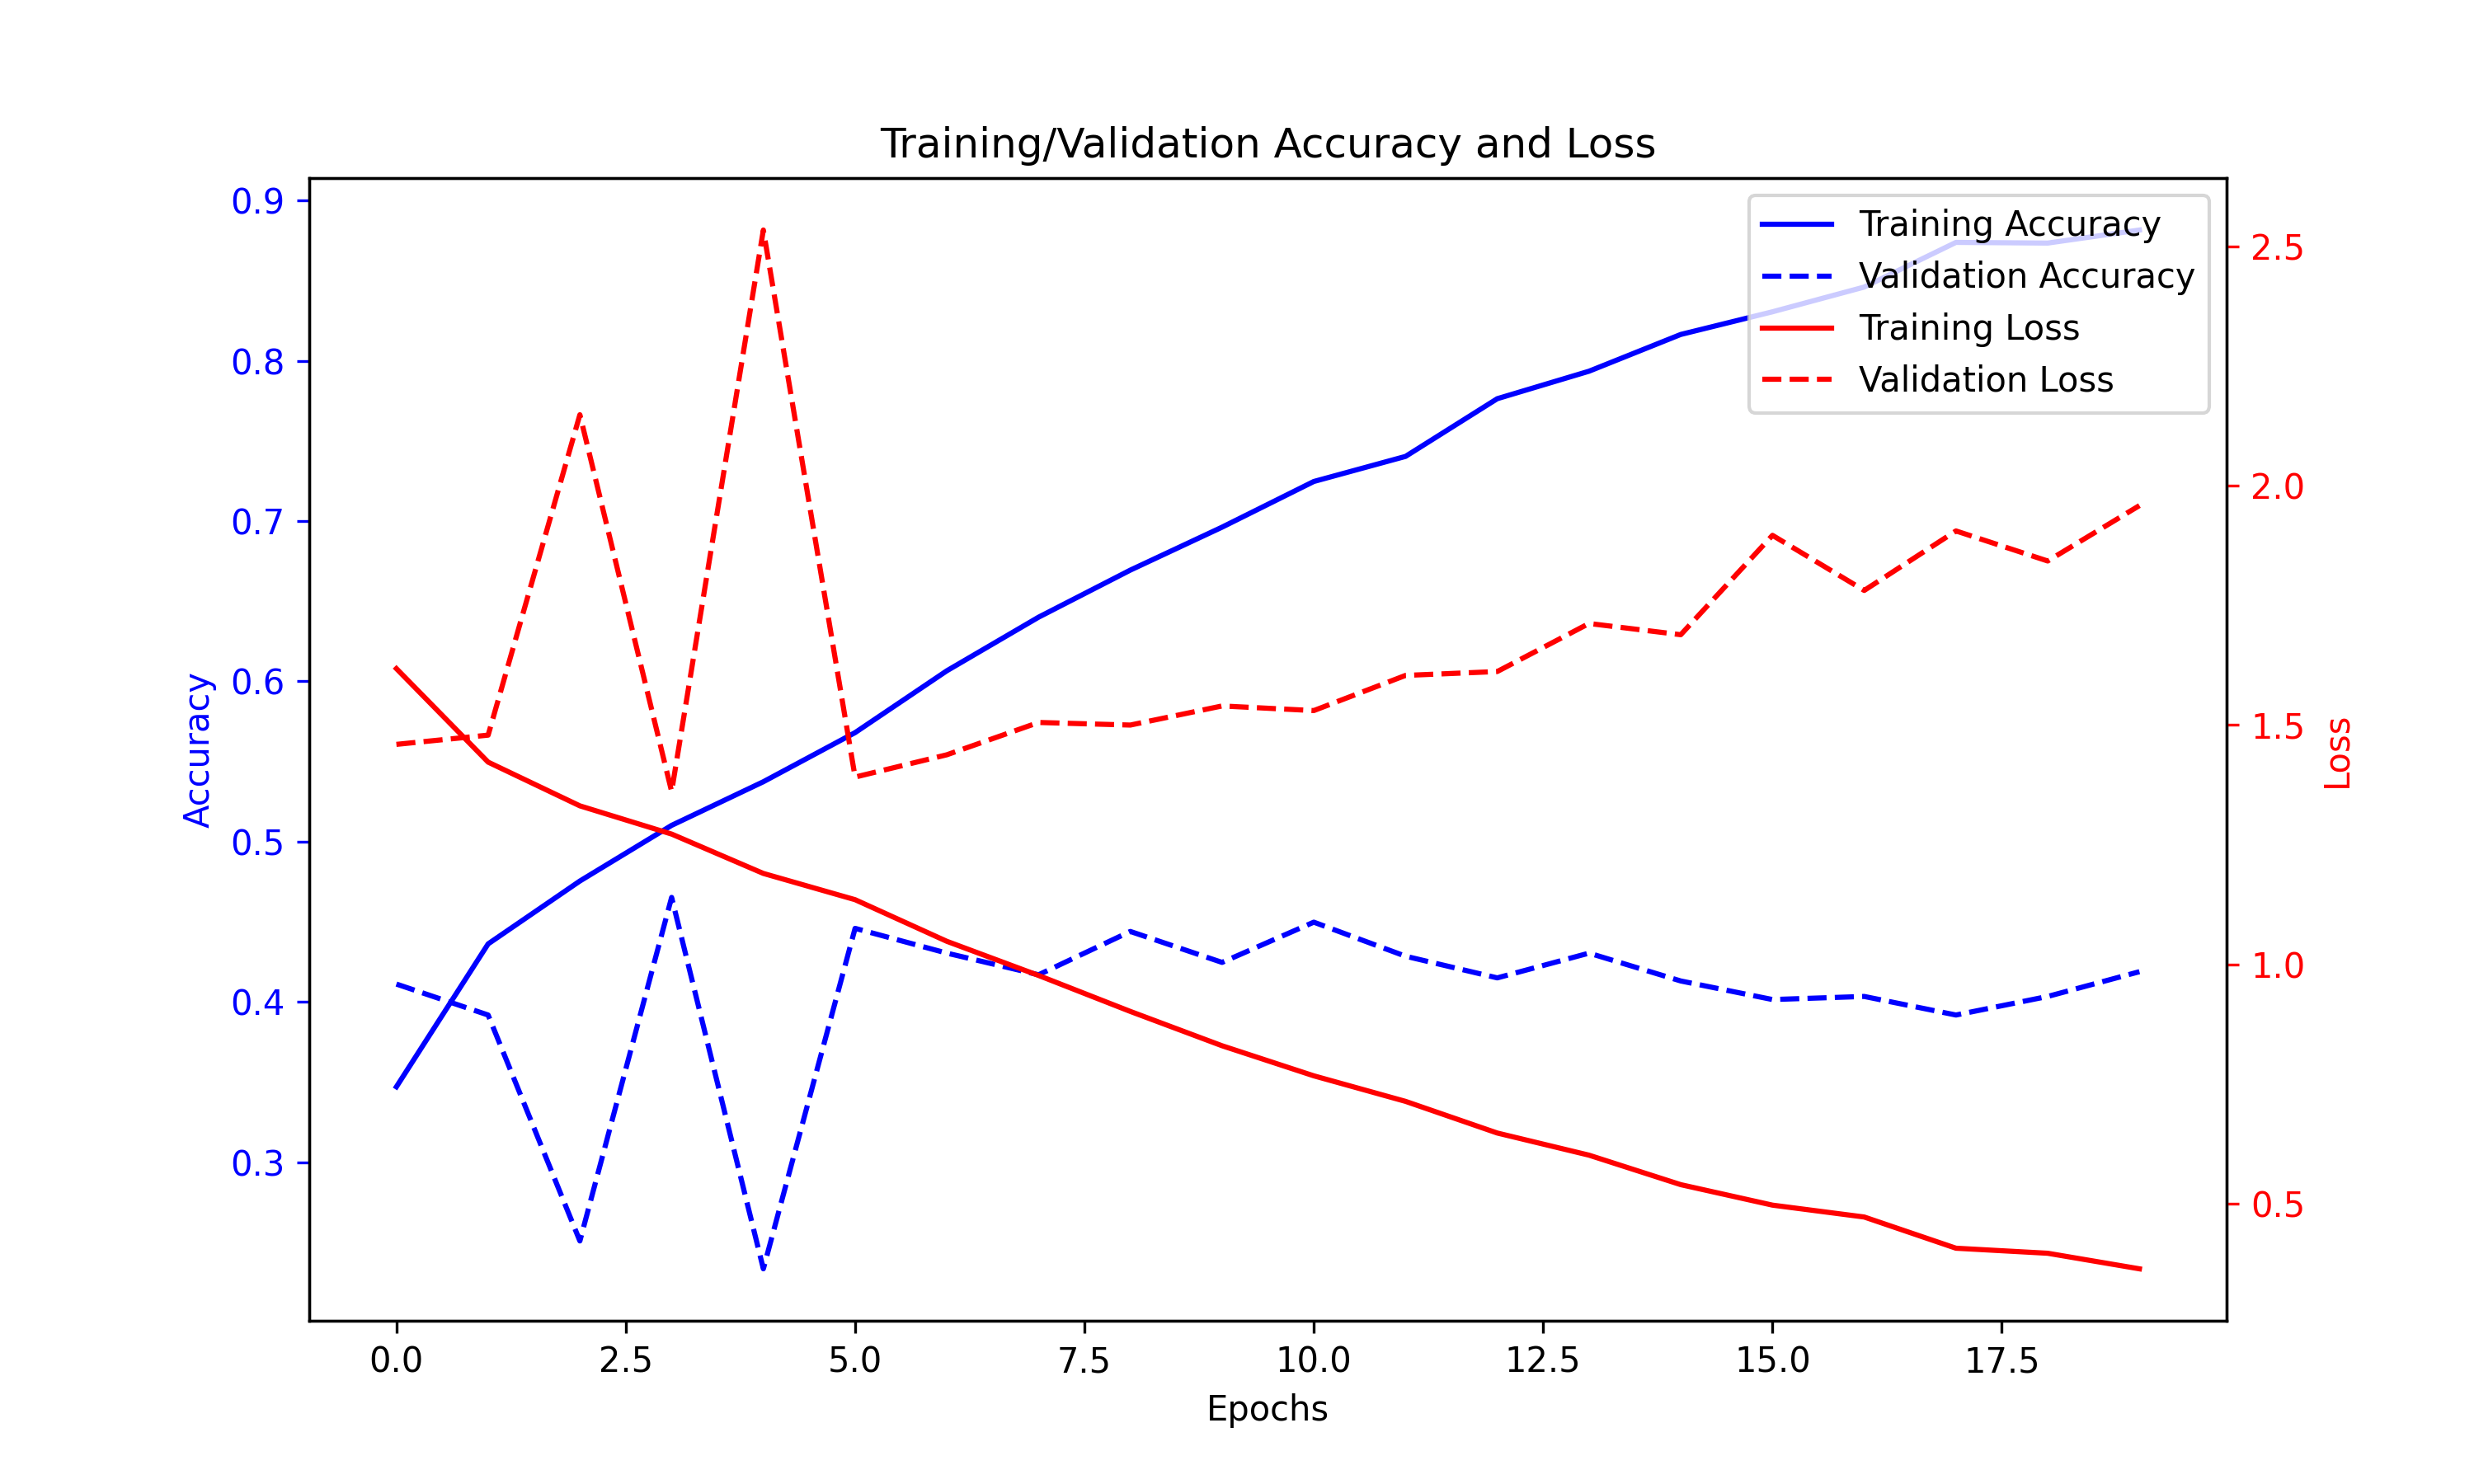 Training/Validation Accuracy and Loss
Training Accuracy
Validation Accuracy
Training Loss
Validation Loss
Accuracy
0.9
0.8
0.7
0.6
0.5
0.4
0.3
2.5
2.0
1.5
1.0
0.5
Loss
0.0 2.5 5.0 7.5 10.0 12.5 15.0 17.5
Epochs